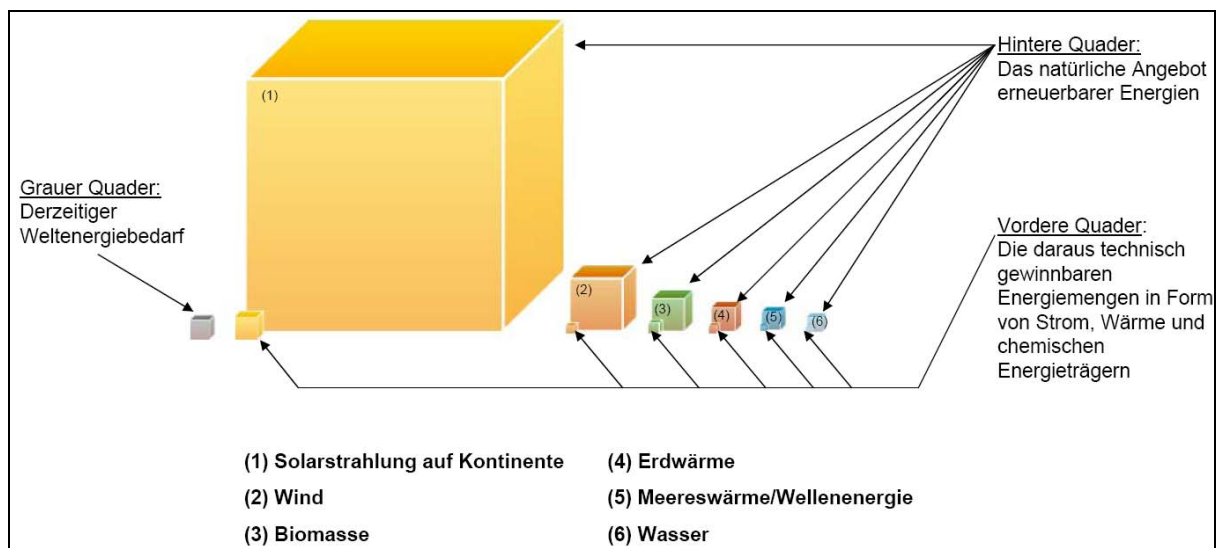 (1)
Hintere Quader:
Das natürliche Angebot
erneuerbarer Energien
Grauer Quader:
Derzeitiger
Weltenergiebedarf
Vordere Quader:
Die daraus technisch
gewinnbaren
Energiemengen in Form
von Strom, Wärme und
chemischen
Energieträgern
(2)
(3)
(4)
(5)
(6)
(1) Solarstrahlung auf Kontinente
(2) Wind
(3) Biomasse
(4) Erdwärme
(5) Meereswärme/Wellenenergie
(6) Wasser